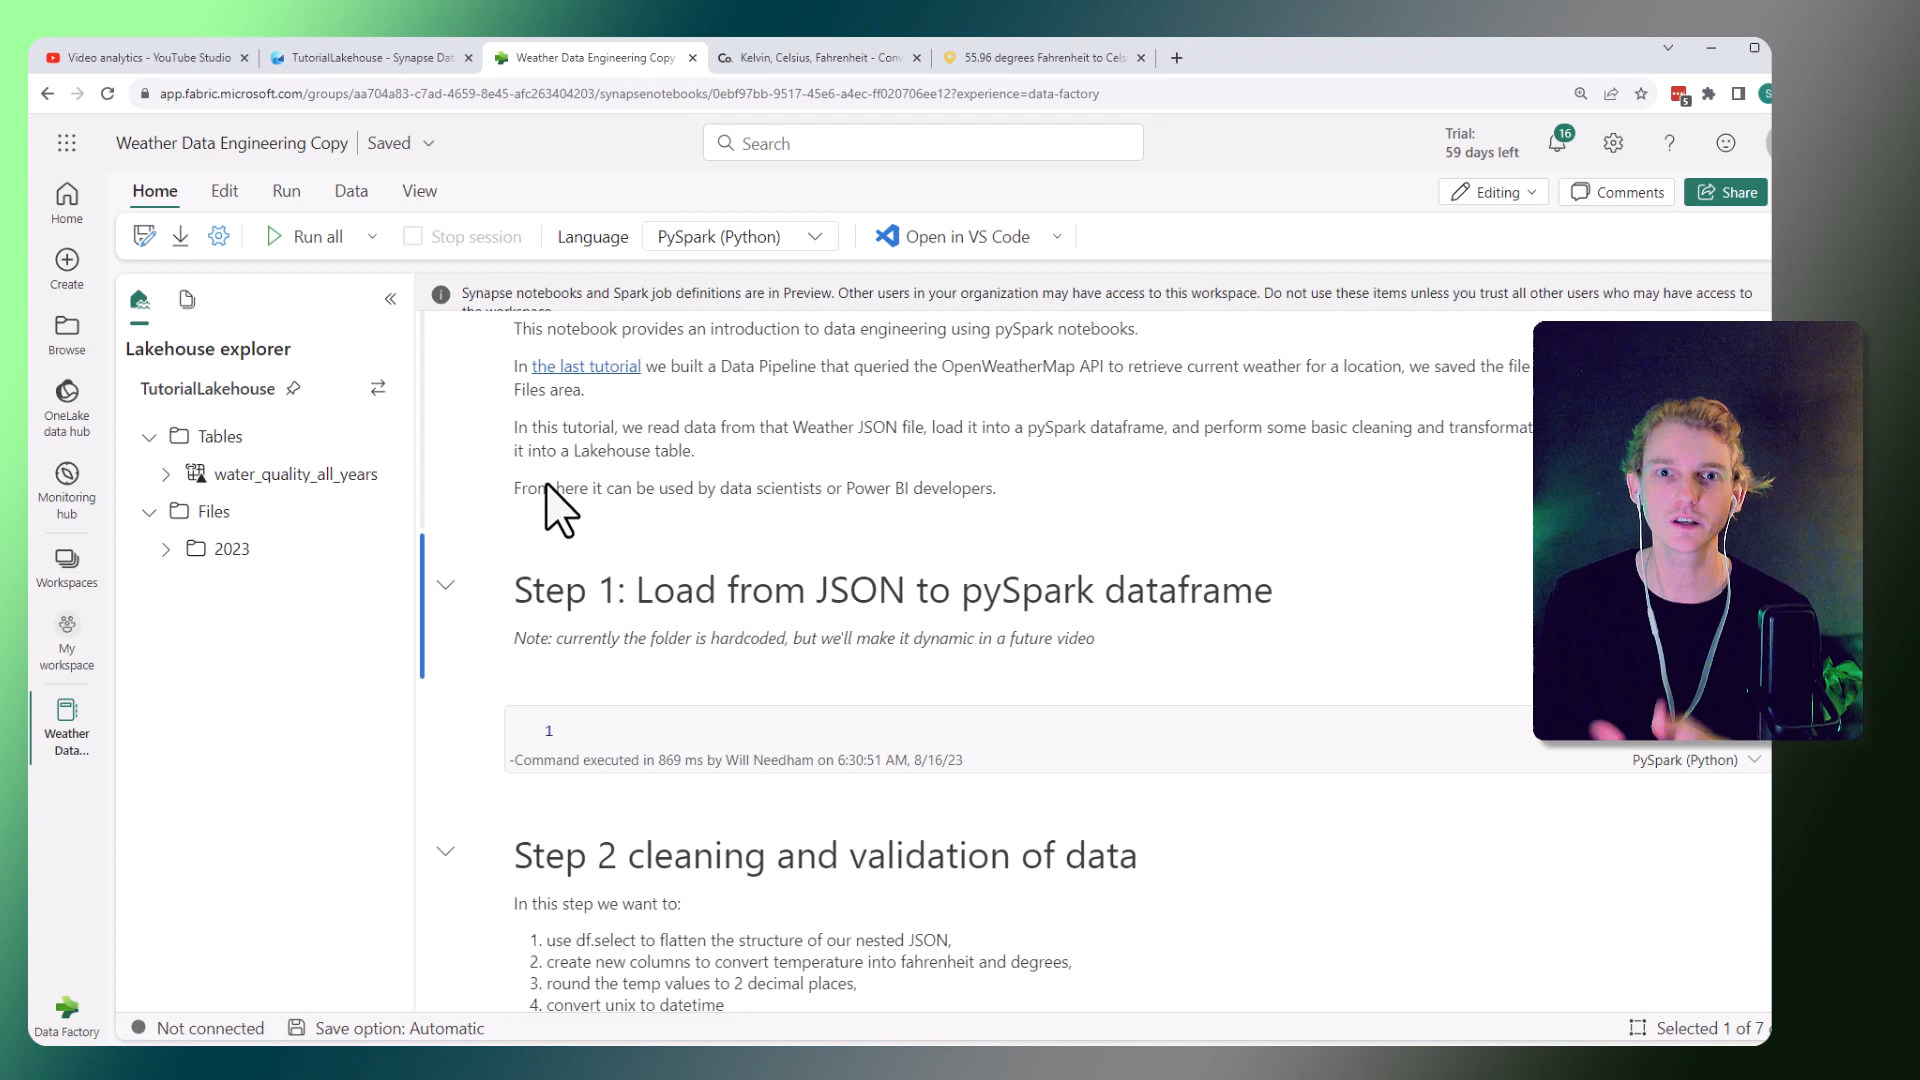 Video analytics - YouTube Studio
TutorialLakehouse - Synapse Dat
Weather Data Engineering Copy
Co. Kelvin, Celsius, Fahrenheit - Conv
55.96 degrees Fahrenheit to Cels
app.fabric.microsoft.com/groups/aa704a83-c7ad-4659-8e45-afc263404203/synapsenotebooks/0ebf97bb-9517-45e6-a4ec-ff020706ee12?experience=data-factory
5
S
Weather Data Engineering Copy
Saved
Search
Trial:
59 days left
16
Home
Edit
Run
Data
View
Editing
Comments
Share
Run all
Stop session
Language
PySpark (Python)
Open in VS Code
Home
Create
Browse
OneLake
data hub
Monitoring
hub
Workspaces
My
workspace
Weather
Data...
Data Factory
Lakehouse explorer
TutorialLakehouse
Tables
water_quality_all_years
Files
2023
Synapse notebooks and Spark job definitions are in Preview. Other users in your organization may have access to this workspace. Do not use these items unless you trust all other users who may have access to
the workspace.
This notebook provides an introduction to data engineering using pySpark notebooks.
In the last tutorial we built a Data Pipeline that queried the OpenWeatherMap API to retrieve current weather for a location, we saved the file
Files area.
In this tutorial, we read data from that Weather JSON file, load it into a pySpark dataframe, and perform some basic cleaning and transformat
it into a Lakehouse table.
From here it can be used by data scientists or Power BI developers.
Step 1: Load from JSON to pySpark dataframe
Note: currently the folder is hardcoded, but we'll make it dynamic in a future video
1
-Command executed in 869 ms by Will Needham on 6:30:51 AM, 8/16/23
PySpark (Python)
Step 2 cleaning and validation of data
In this step we want to:
1. use df.select to flatten the structure of our nested JSON,
2. create new columns to convert temperature into fahrenheit and degrees,
3. round the temp values to 2 decimal places,
4. convert unix to datetime
Not connected
Save option: Automatic
Selected 1 of 7